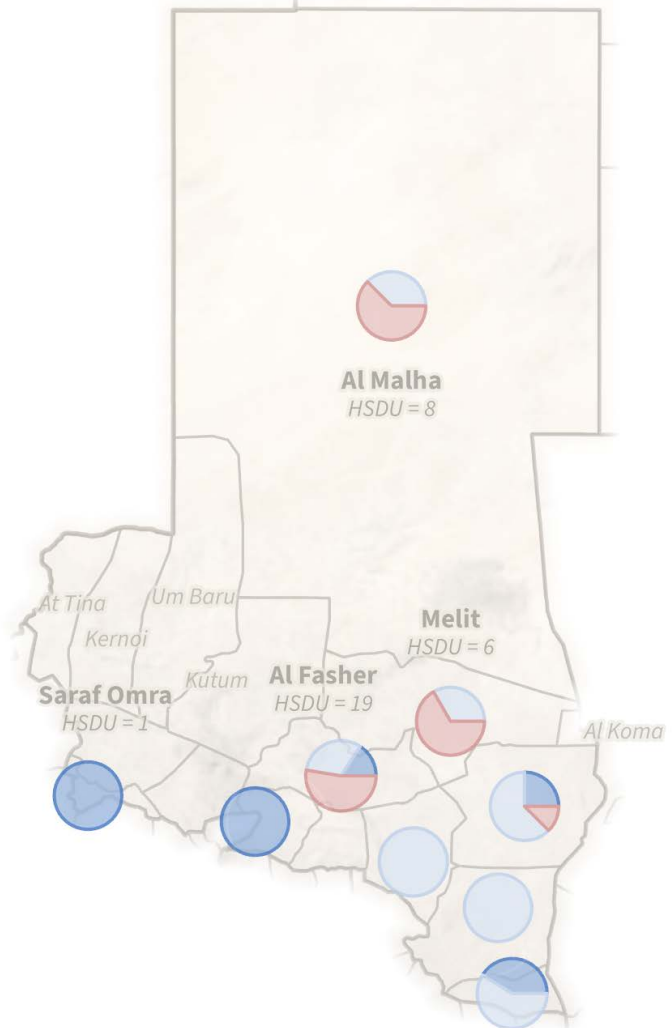 Al Malha
HSDU = 8
At Tina
Um Baru
Kernoi
Melit
HSDU = 6
Kutum
Al Fasher
HSDU = 19
Saraf Omra
HSDU = 1
Al Koma